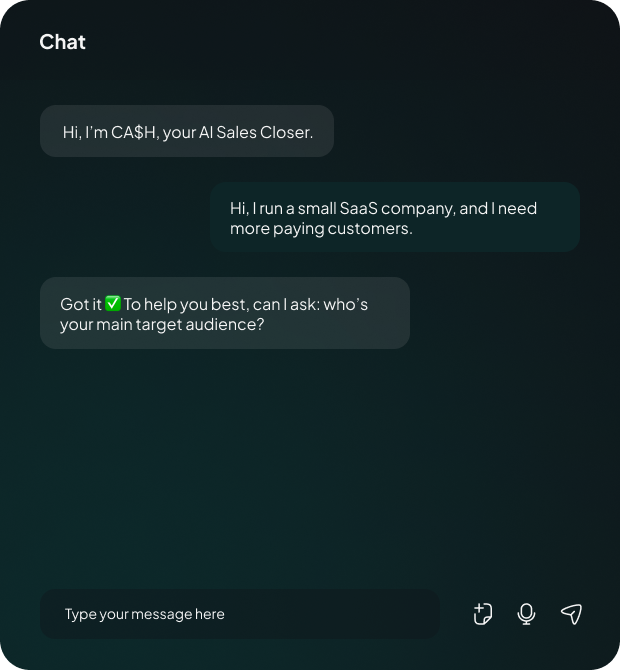 Chat
Hi, I'm CA$H, your AI Sales Closer.
Hi, I run a small SaaS company, and I need
more paying customers.
Got it ✅ To help you best, can I ask: who's
your main target audience?
Type your message here